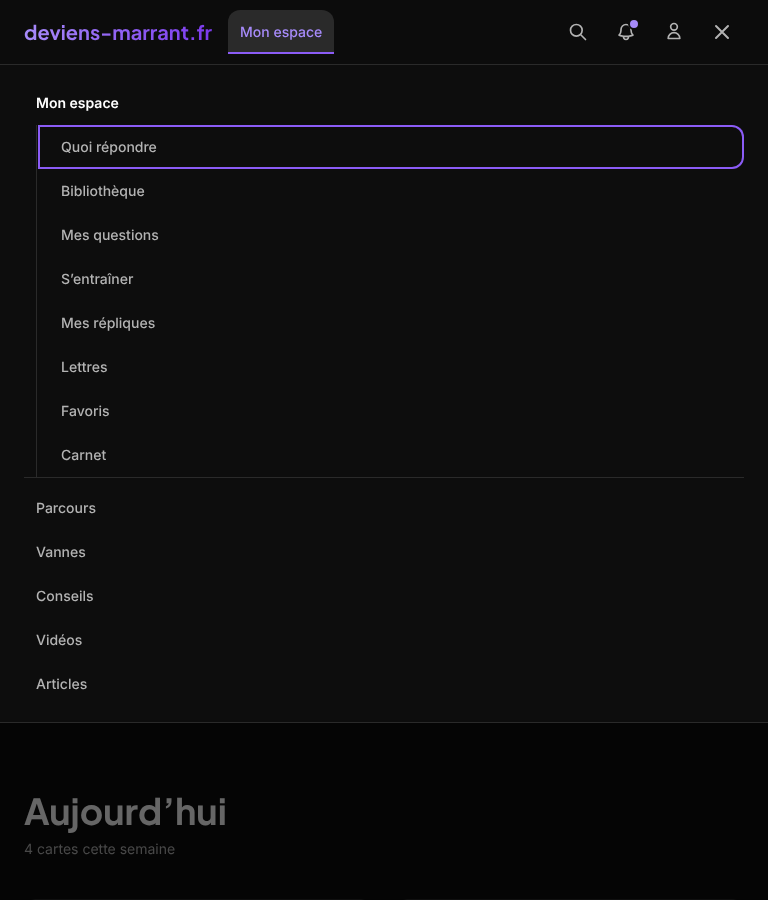 deviens-marrant.fr
Mon espace
Mon espace
Quoi répondre
Bibliothèque
Mes questions
S’entraîner
Mes répliques
Lettres
Favoris
Carnet
Parcours
Vannes
Conseils
Vidéos
Articles
Aujourd’hui
4 cartes cette semaine